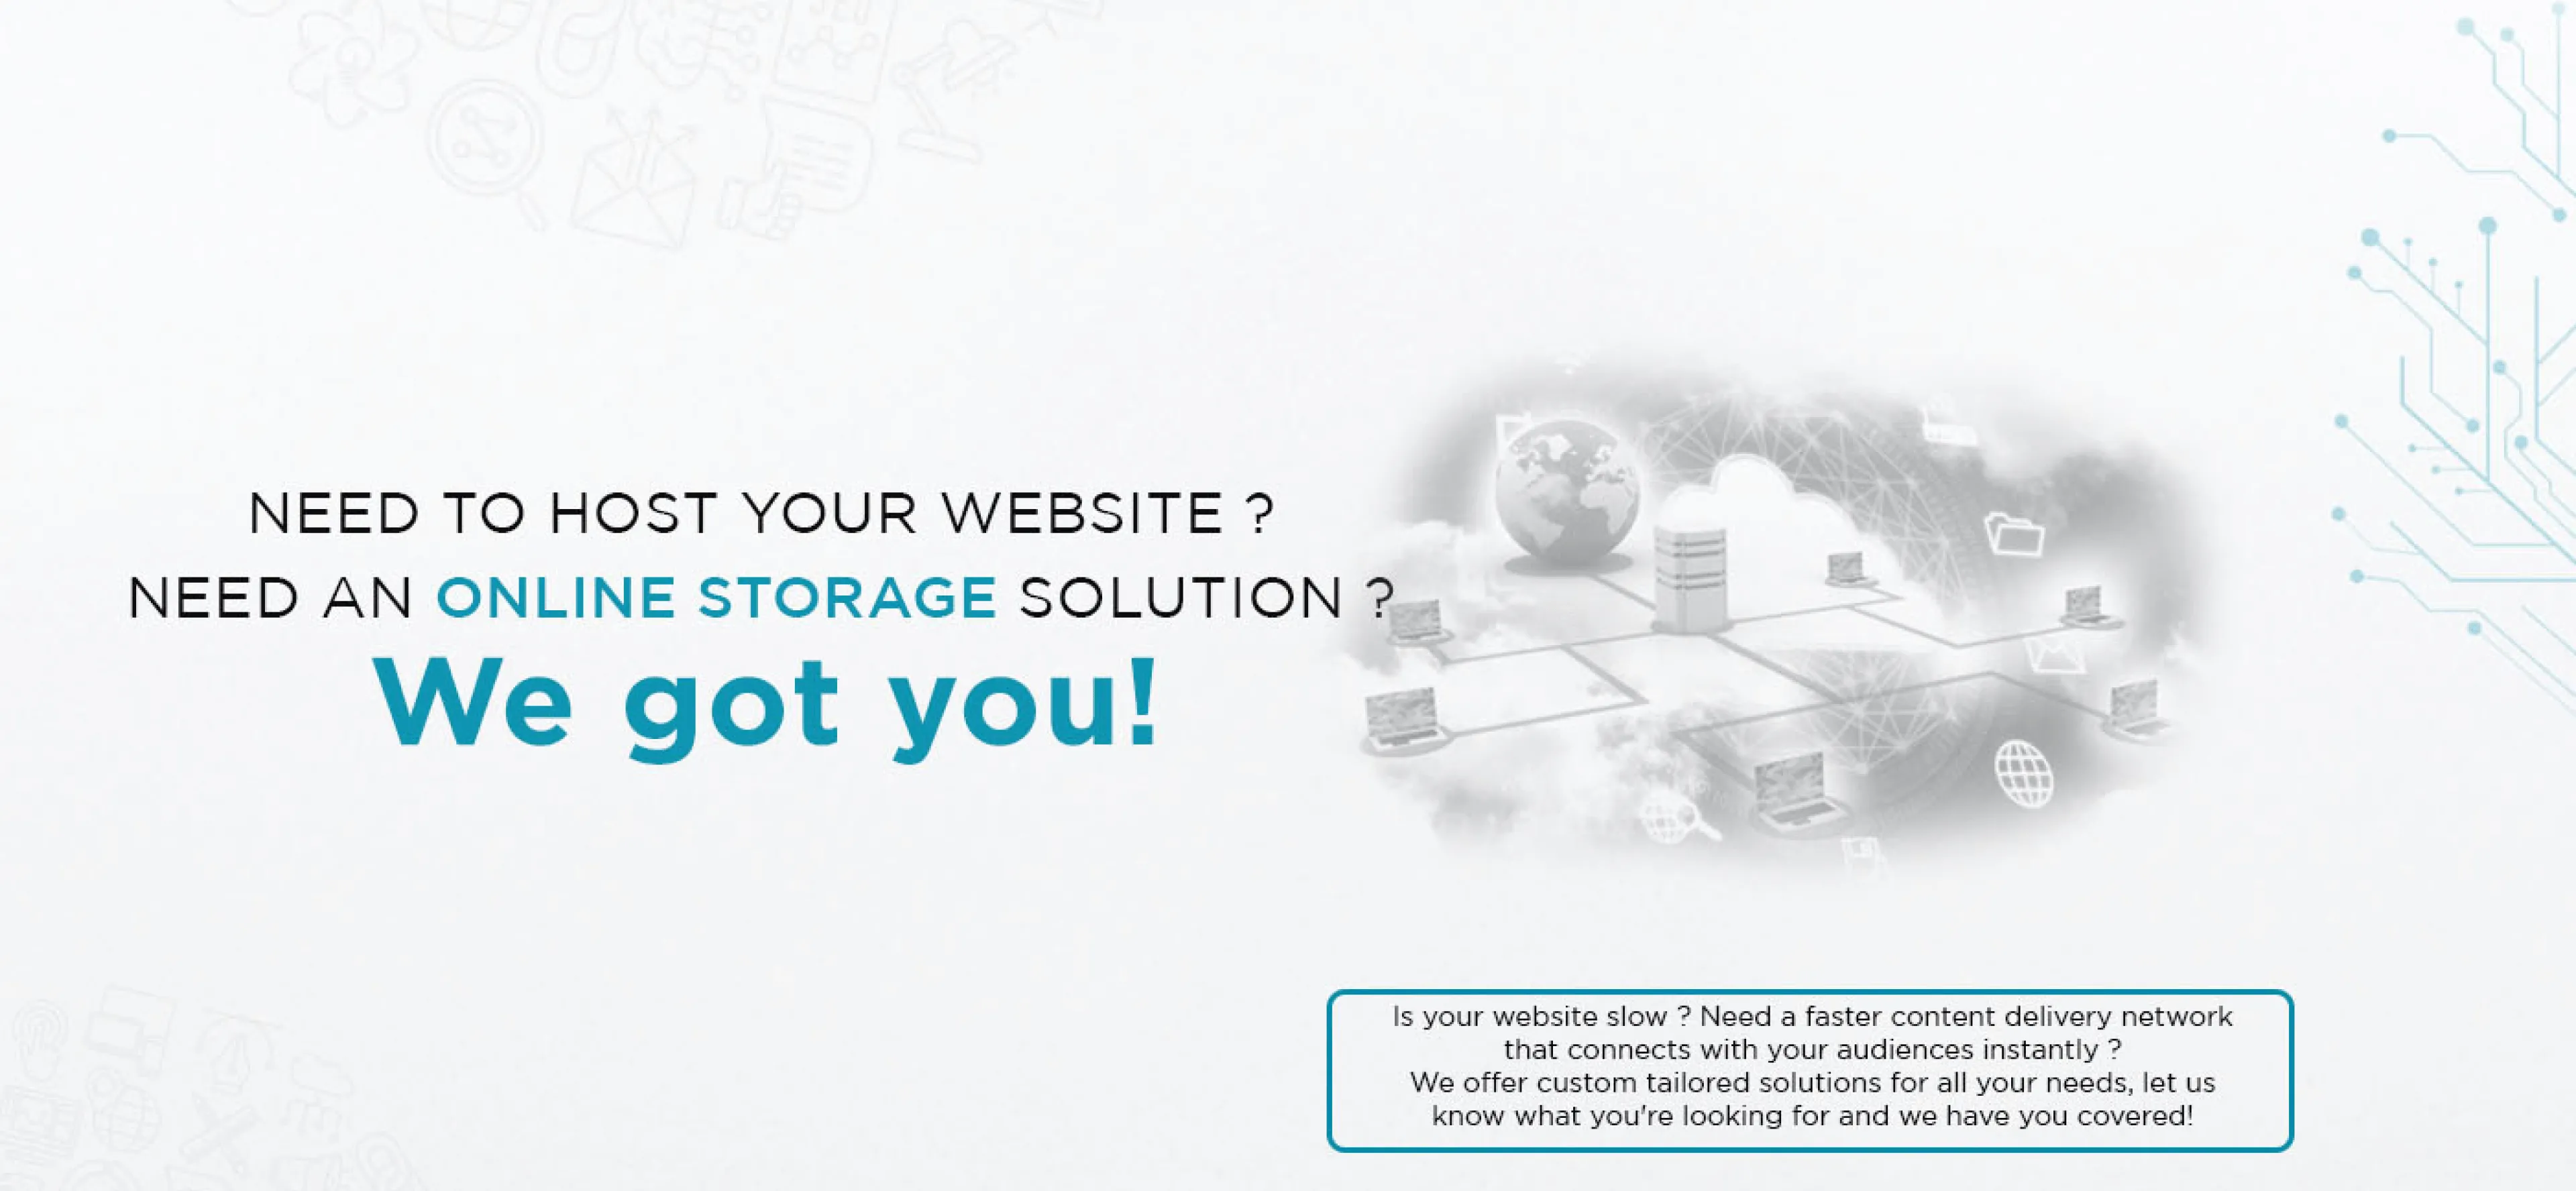 NEED TO HOST YOUR WEBSITE ?
NEED AN ONLINE STORAGE SOLUTION ?
We got you!
Is your website slow ? Need a faster content delivery network
that connects with your audiences instantly ?
We offer custom tailored solutions for all your needs, let us
know what you're looking for and we have you covered!